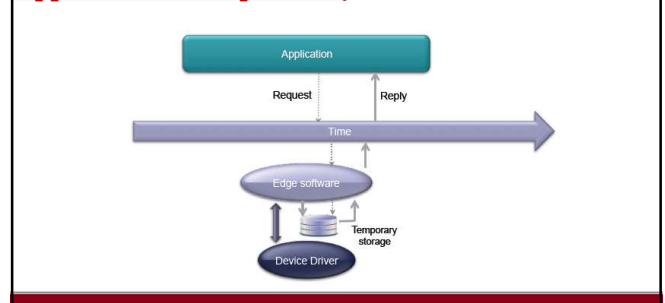 Application
Request
Reply
Time
Edge software
Temporary
storage
Device Driver